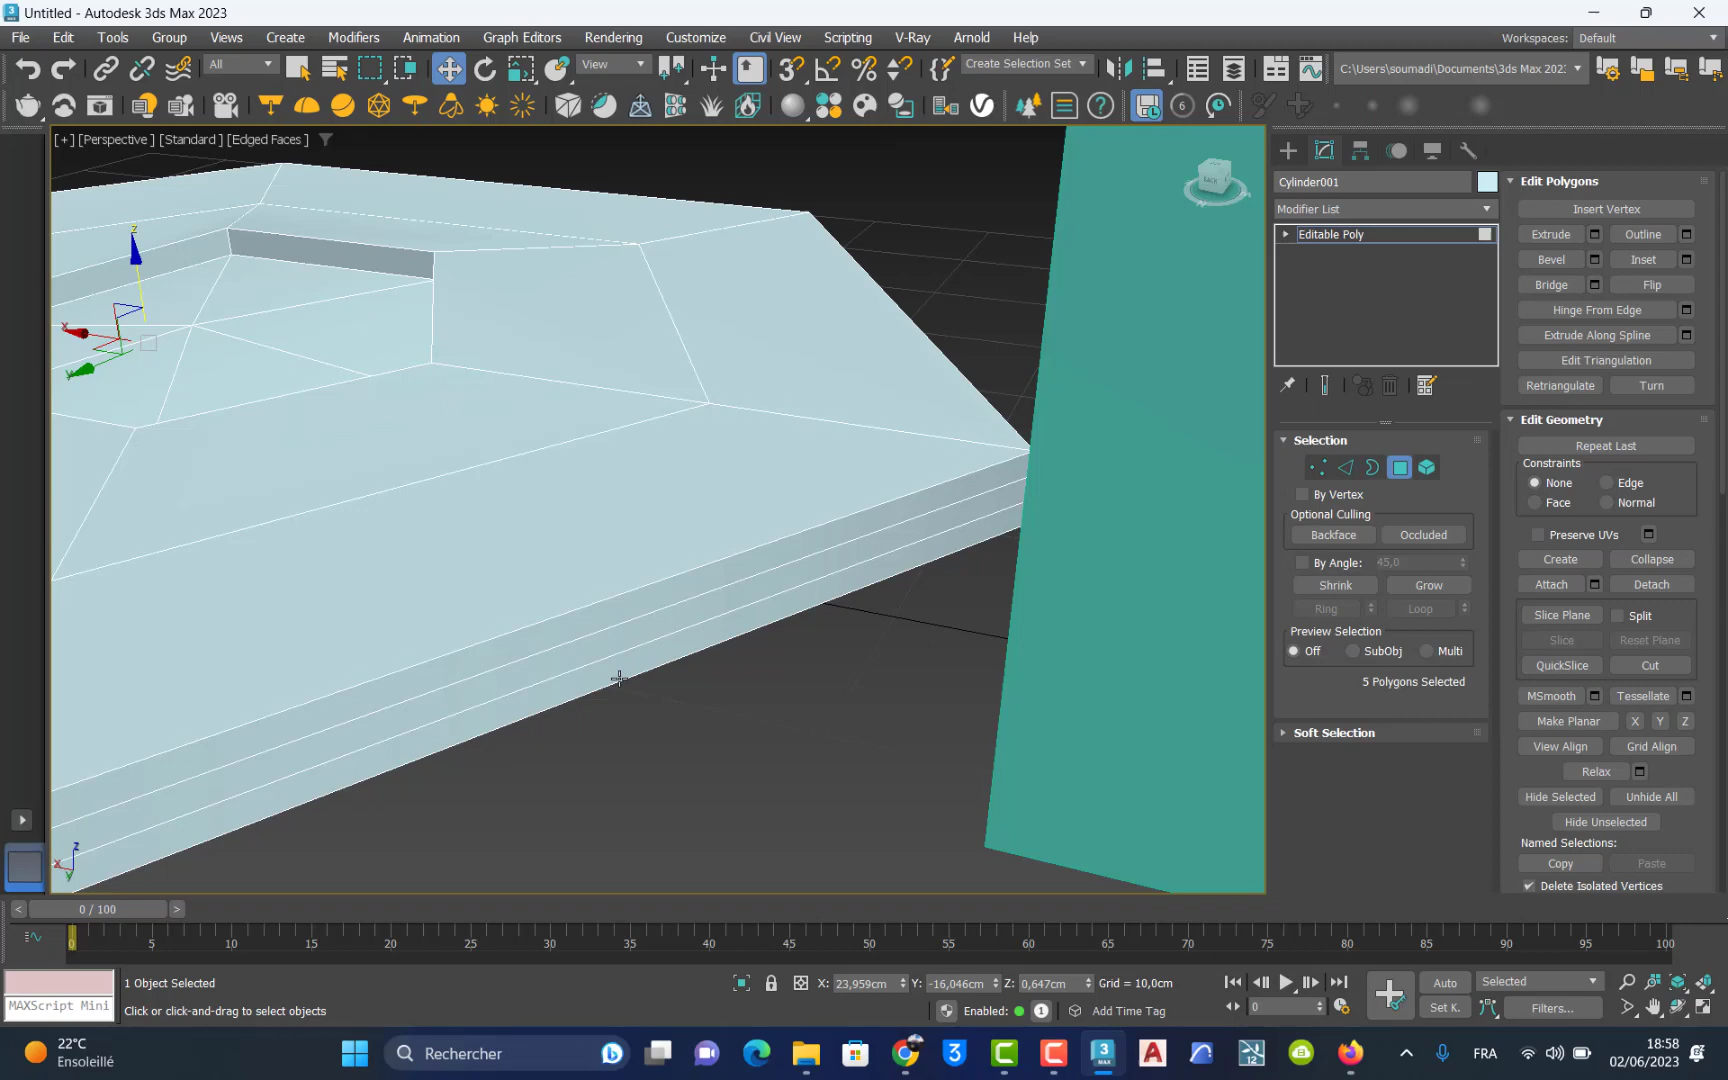 Untitled - Autodesk 3ds Max 2023
File Edit Tools Group Views Create Modifiers Animation Graph Editors Rendering Customize Civil View Scripting V-Ray Arnold Help
Workspaces: Default
All
View
Create Selection Set
C:\Users\soumadi\Documents\3ds Max 202
6
[+] [Perspective ] [Standard ] [Edged Faces ]
BACK
Cylinder001
Modifier List
Editable Poly
Selection
By Vertex
Optional Culling
Backface Occluded
By Angle: 45,0
Shrink Grow
Ring Loop
Preview Selection
Off SubObj Multi
5 Polygons Selected
Soft Selection
Edit Polygons
Insert Vertex
Extrude Outline
Bevel Inset
Bridge Flip
Hinge From Edge
Extrude Along Spline
Edit Triangulation
Retriangulate Turn
Edit Geometry
Repeat Last
Constraints
None Edge
Face Normal
Preserve UVs
Create Collapse
Attach Detach
Slice Plane Split
Slice Reset Plane
QuickSlice Cut
MSmooth Tessellate
Make Planar X Y Z
View Align Grid Align
Relax
Hide Selected Unhide All
Hide Unselected
Named Selections:
Copy Paste
Delete Isolated Vertices
z
x
y
z
x
y
< 0 / 100 >
0 5 10 15 20 25 30 35 40 45 50 55 60 65 70 75 80 85 90 95 100
MAXScript Mini
1 Object Selected
Click or click-and-drag to select objects
X: 23,959cm Y: -16,046cm Z: 0,647cm Grid = 10,0cm
Enabled: 1 Add Time Tag
0
Auto Selected
Set K. Filters...
22°C
Ensoleillé
Rechercher
3
3
MAX
A
12
FRA
18:58
02/06/2023